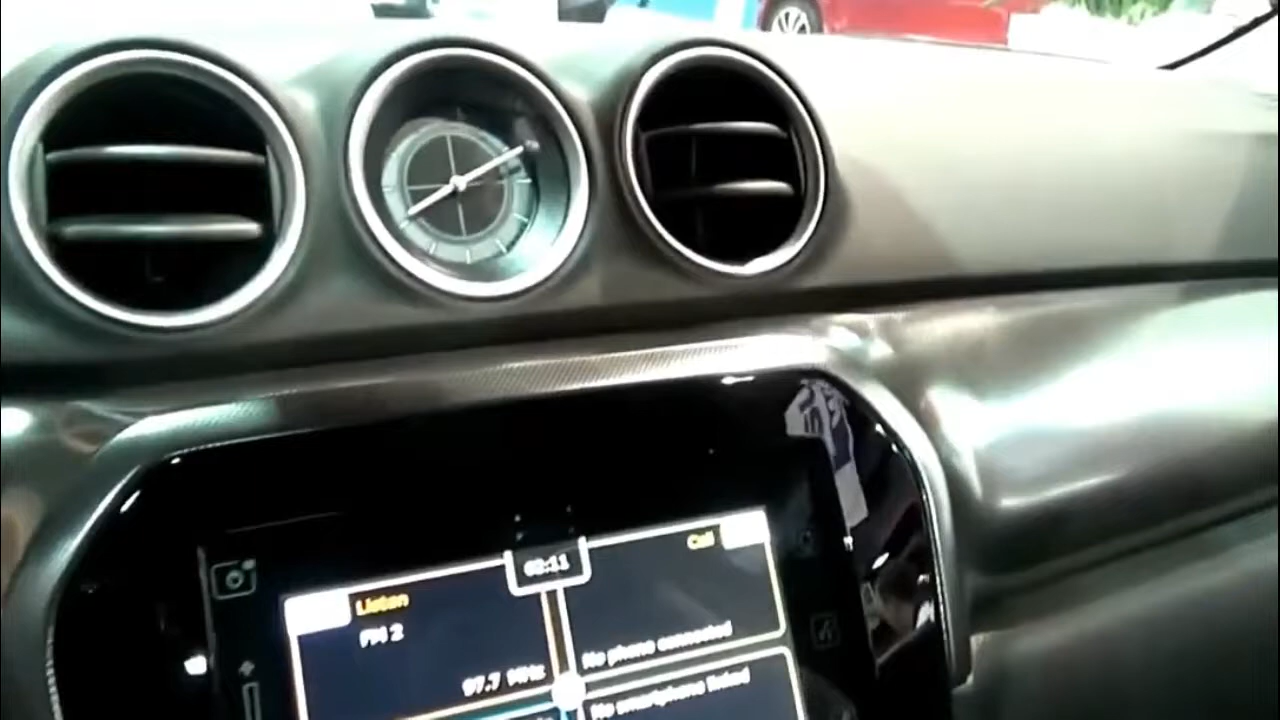 Listen
Call
FM 2
97.7 MHz
No phone connected
No smartphone linked